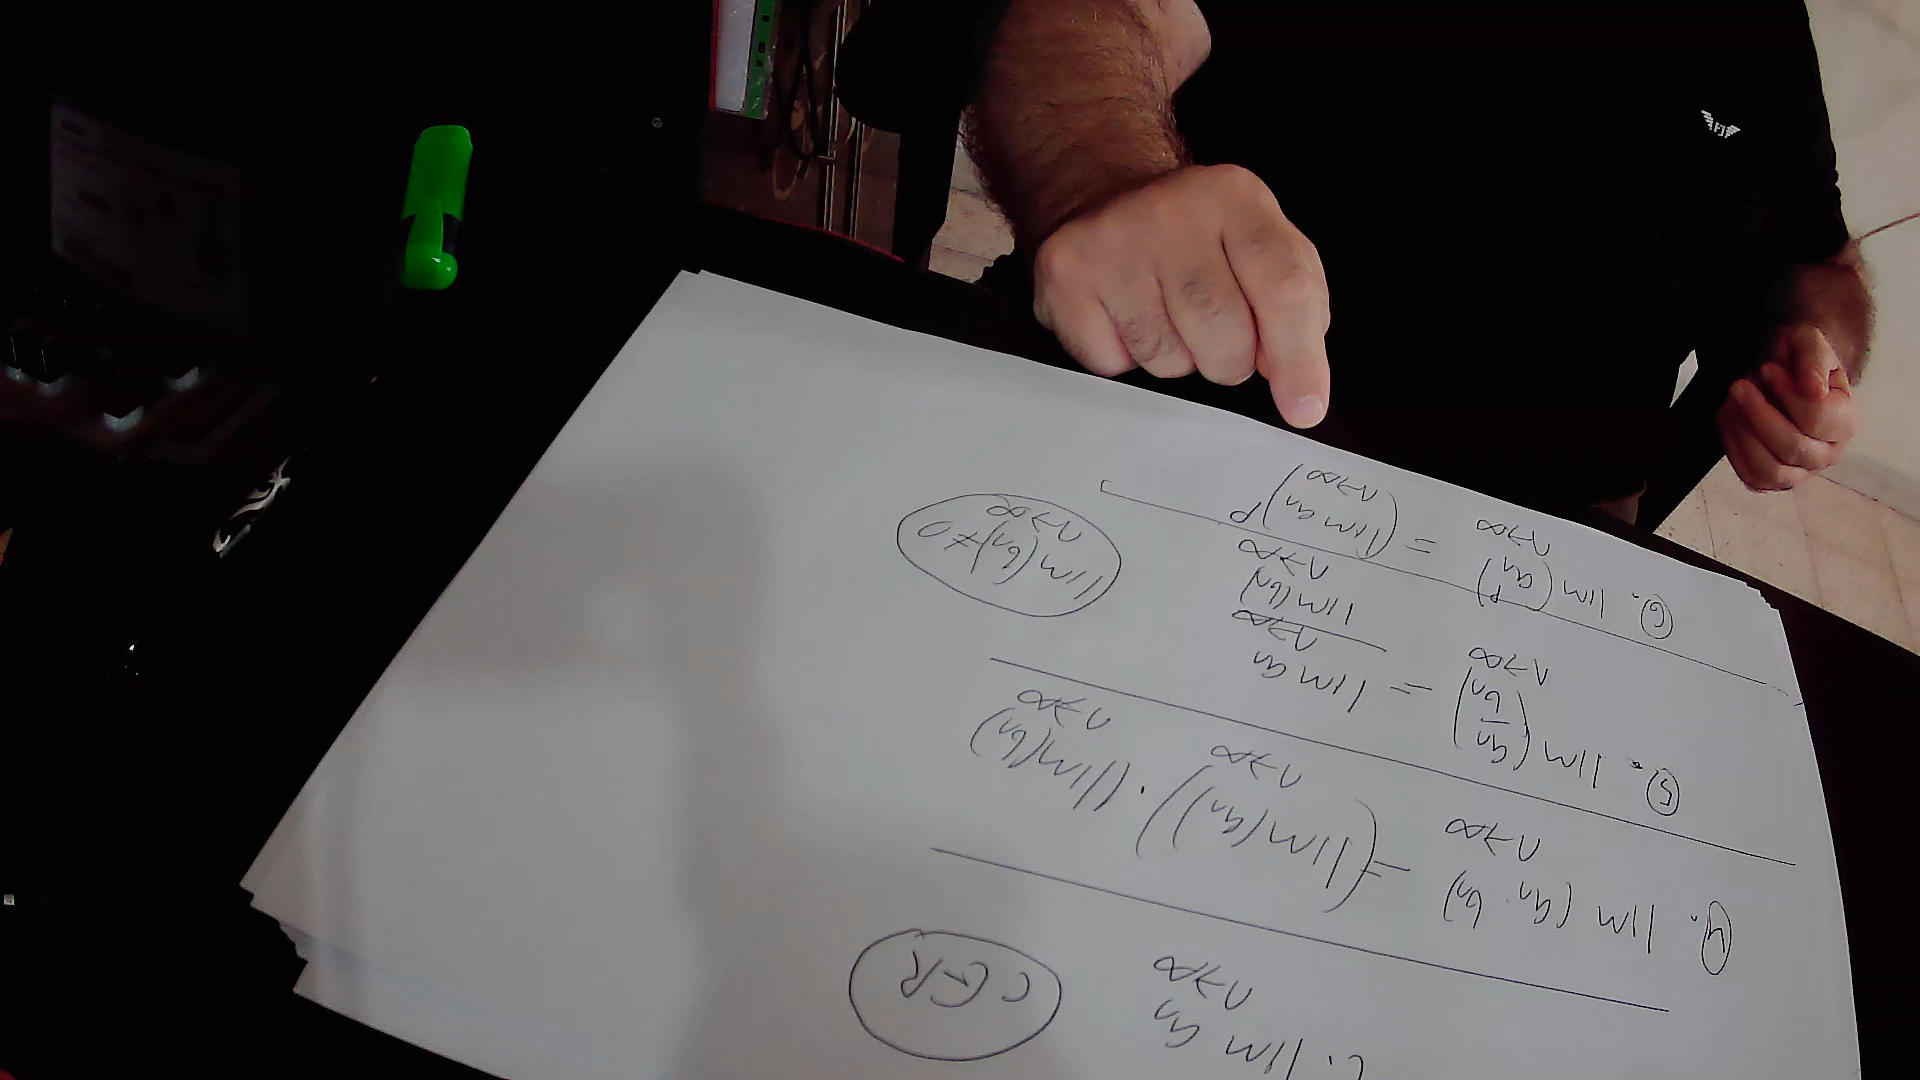 c. lim an
n→∞
c∈R
④. lim (an · bn) = (lim(an)) · (lim(bn)
n→∞ n→∞ n→∞
⑤. lim (an/bn) = lim an / lim(bn)
n→∞ n→∞ n→∞
lim(bn)≠0
n→∞
⑥. lim (an)^p = (lim an)^p
n→∞ n→∞